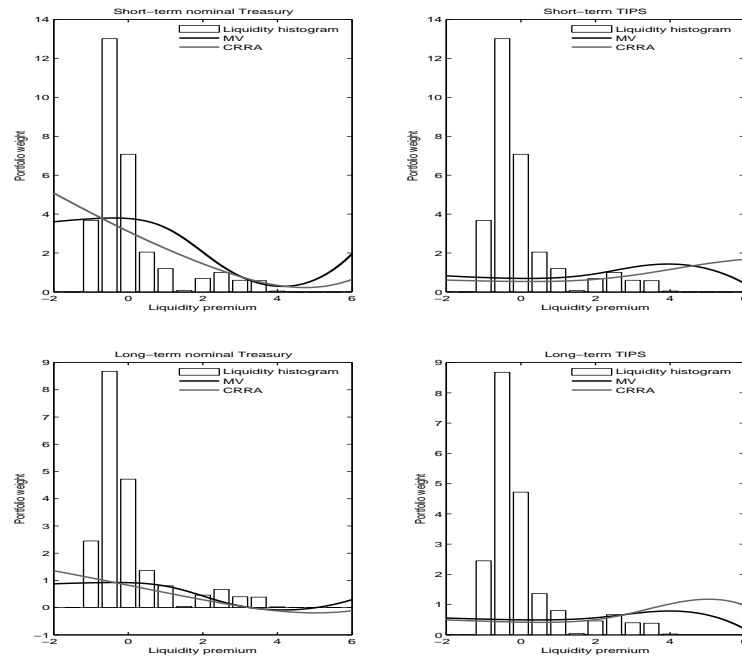 Short-term nominal Treasury
14
12
10
8
6
4
2
0
-2 0 2 4 6
Portfolio weight
Liquidity premium
Liquidity histogram
MV
CRRA
Short-term TIPS
14
12
10
8
6
4
2
0
-2 0 2 4 6
Portfolio weight
Liquidity premium
Liquidity histogram
MV
CRRA
Long-term nominal Treasury
9
8
7
6
5
4
3
2
1
0
-1
-2 0 2 4 6
Portfolio weight
Liquidity premium
Liquidity histogram
MV
CRRA
Long-term TIPS
9
8
7
6
5
4
3
2
1
0
-2 0 2 4 6
Portfolio weight
Liquidity premium
Liquidity histogram
MV
CRRA